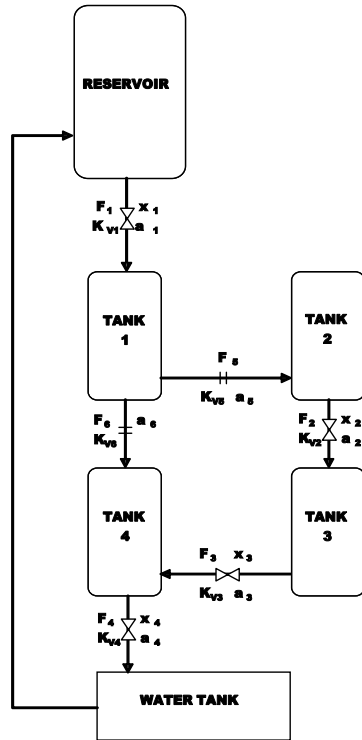 RESERVOIR
F1 x1
KV1 a1
TANK
1
TANK
2
F5
KV5 a5
F6 a6
KV6
F2 x2
KV2 a2
TANK
4
TANK
3
F3 x3
KV3 a3
F4 x4
KV4 a4
WATER TANK